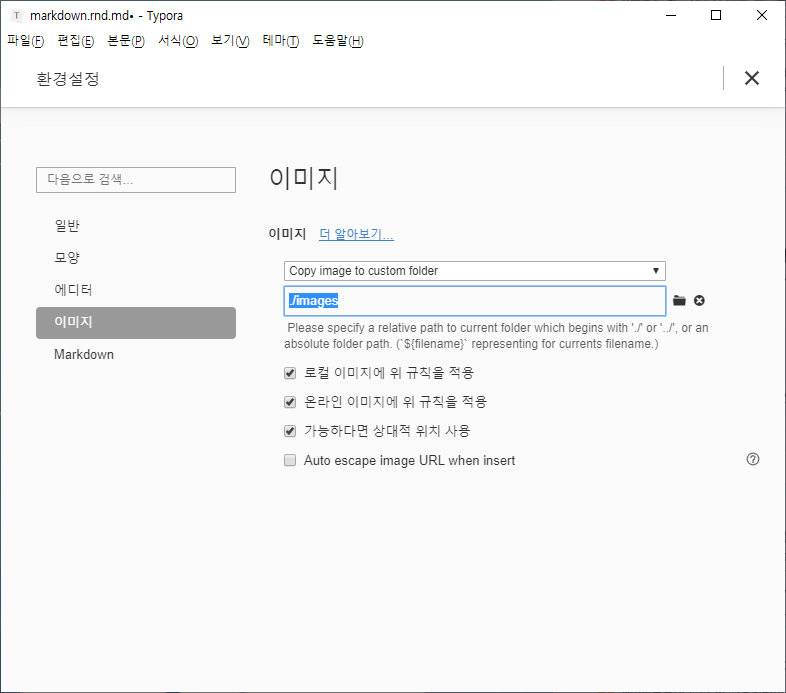 T markdown.rnd.md• - Typora
파일(F) 편집(E) 본문(P) 서식(O) 보기(V) 테마(T) 도움말(H)
환경설정
다음으로 검색...
일반
모양
에디터
이미지
Markdown
이미지
이미지 더 알아보기...
Copy image to custom folder
./images
Please specify a relative path to current folder which begins with './' or '../', or an
absolute folder path. (`${filename}` representing for currents filename.)
로컬 이미지에 위 규칙을 적용
온라인 이미지에 위 규칙을 적용
가능하다면 상대적 위치 사용
Auto escape image URL when insert